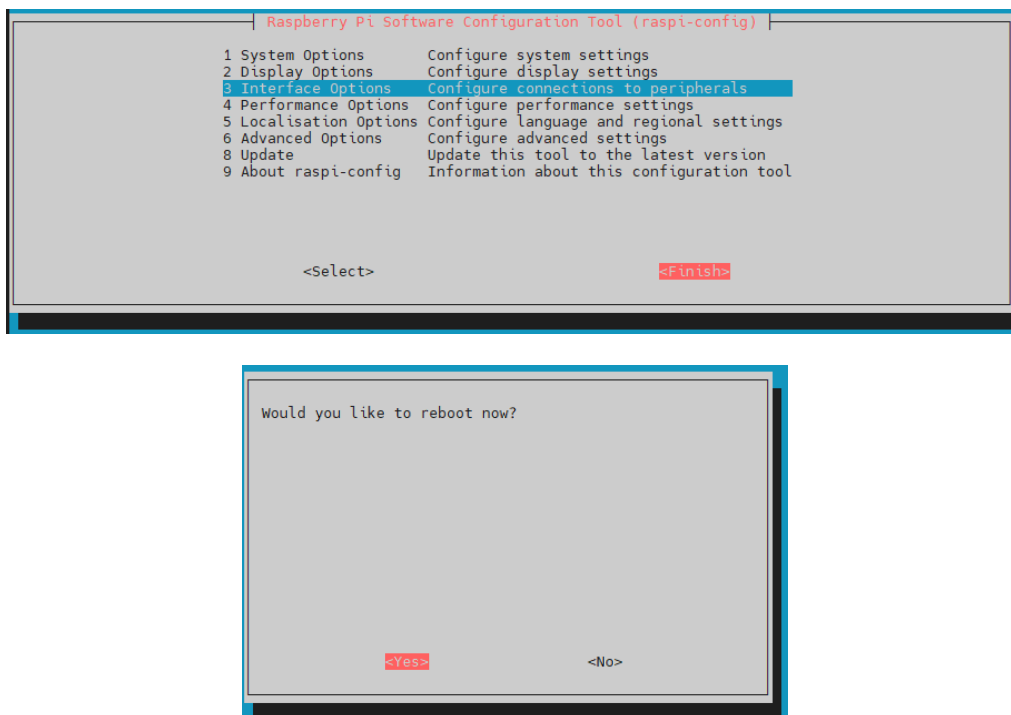 Raspberry Pi Software Configuration Tool (raspi-config)
1 System Options Configure system settings
2 Display Options Configure display settings
3 Interface Options Configure connections to peripherals
4 Performance Options Configure performance settings
5 Localisation Options Configure language and regional settings
6 Advanced Options Configure advanced settings
8 Update Update this tool to the latest version
9 About raspi-config Information about this configuration tool
<Select> <Finish>
Would you like to reboot now?
<Yes> <No>